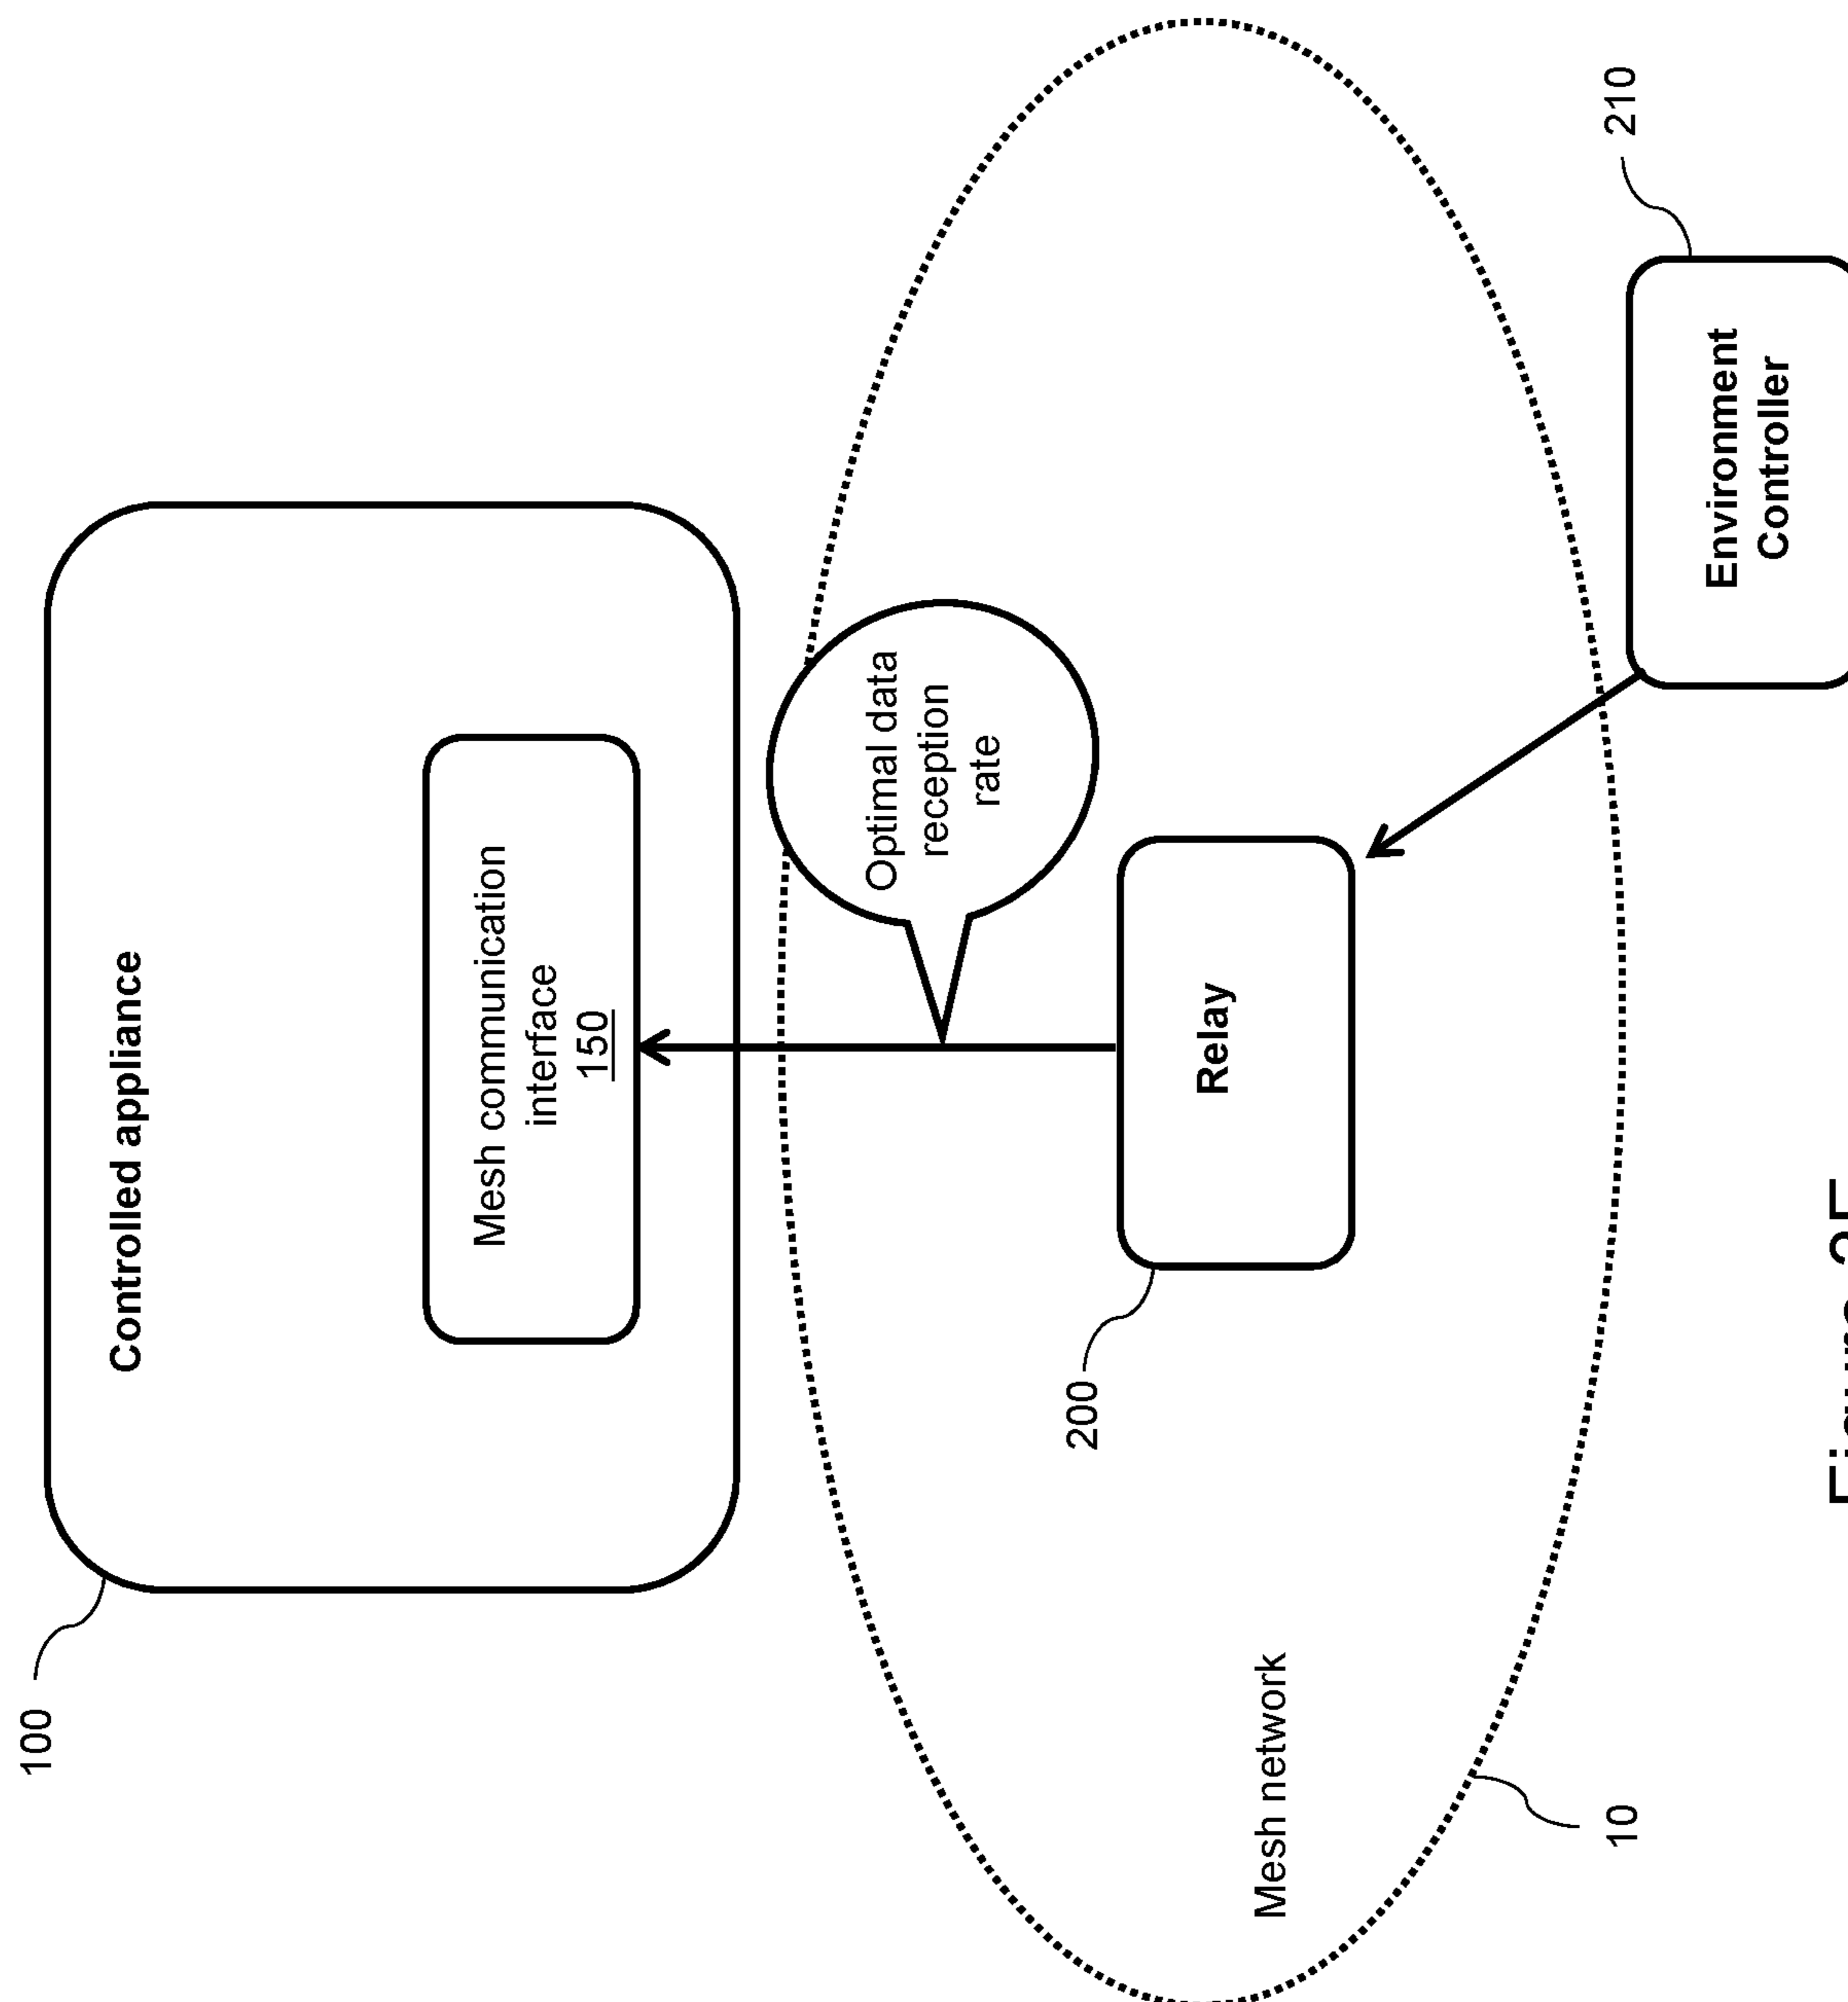 100
Controlled appliance
Mesh communication
interface
150
Optimal data
reception
rate
200
Relay
Mesh network
10
210
Environment
Controller